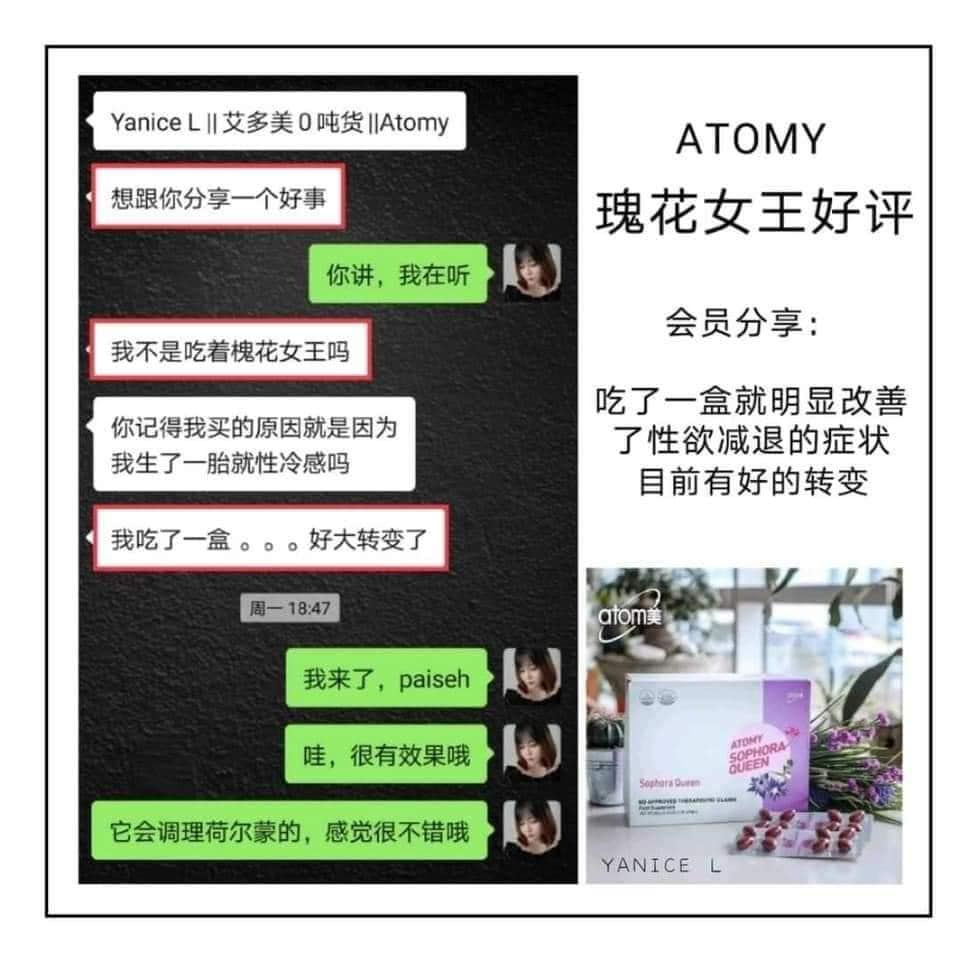 Yanice L || 艾多美０吨货||Atomy
想跟你分享一个好事
你讲，我在听
我不是吃着槐花女王吗
你记得我买的原因就是因为
我生了一胎就性冷感吗
我吃了一盒 。。。好大转变了
周一 18:47
我来了，paiseh
哇，很有效果哦
它会调理荷尔蒙的，感觉很不错哦
ATOMY
瑰花女王好评
会员分享：
吃了一盒就明显改善
了性欲减退的症状
目前有好的转变
atom美
ATOMY
SOPHORA
QUEEN
Sophora Queen
NO APPROVED THERAPEUTIC CLAIMS
Food Supplement
YANICE L